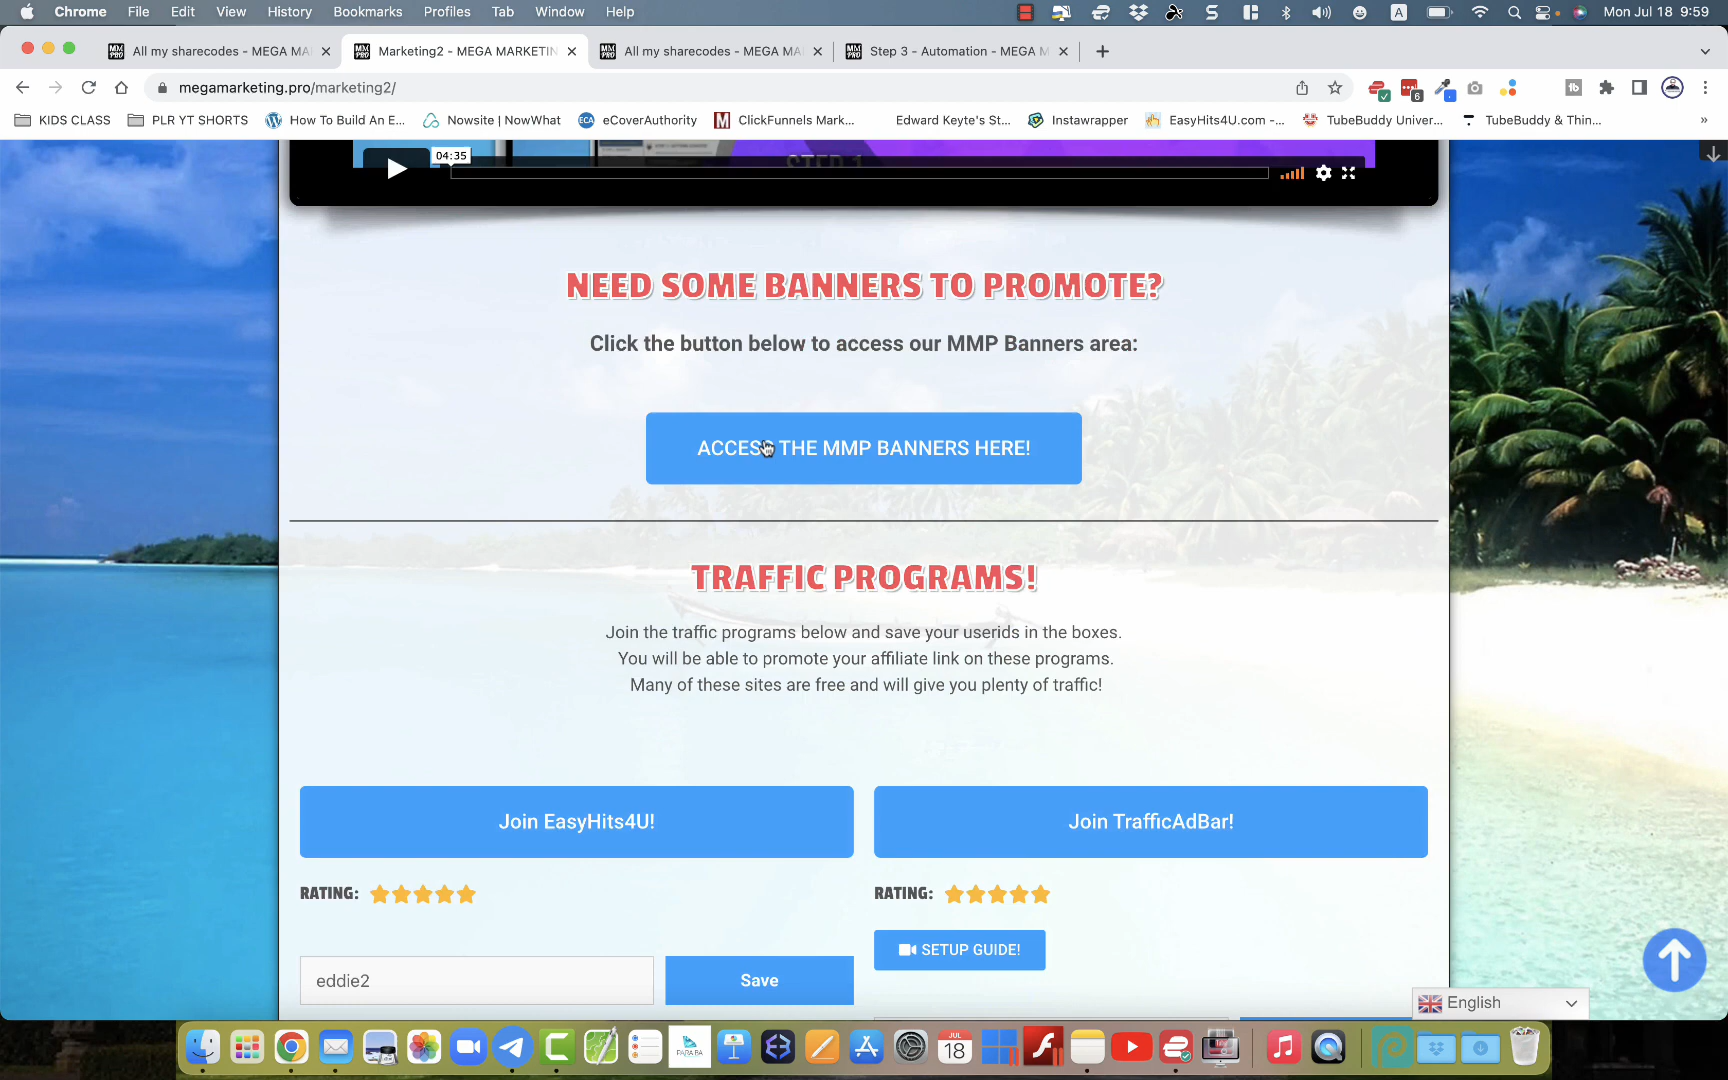 Chrome File Edit View History Bookmarks Profiles Tab Window Help
A
Mon Jul 18 9:59
All my sharecodes - MEGA MA
Marketing2 - MEGA MARKETIN
All my sharecodes - MEGA MA
Step 3 - Automation - MEGA M
megamarketing.pro/marketing2/
6
KIDS CLASS
PLR YT SHORTS
How To Build An E...
Nowsite | NowWhat
eCoverAuthority
ClickFunnels Mark...
Edward Keyte's St...
Instawrapper
EasyHits4U.com -...
TubeBuddy Univer...
TubeBuddy & Thin...
04:35
STEP 1
NEED SOME BANNERS TO PROMOTE?
Click the button below to access our MMP Banners area:
ACCESS THE MMP BANNERS HERE!
TRAFFIC PROGRAMS!
Join the traffic programs below and save your userids in the boxes.
You will be able to promote your affiliate link on these programs.
Many of these sites are free and will give you plenty of traffic!
Join EasyHits4U!
Join TrafficAdBar!
RATING:
RATING:
SETUP GUIDE!
eddie2
Save
English
PARABA
JUL
18